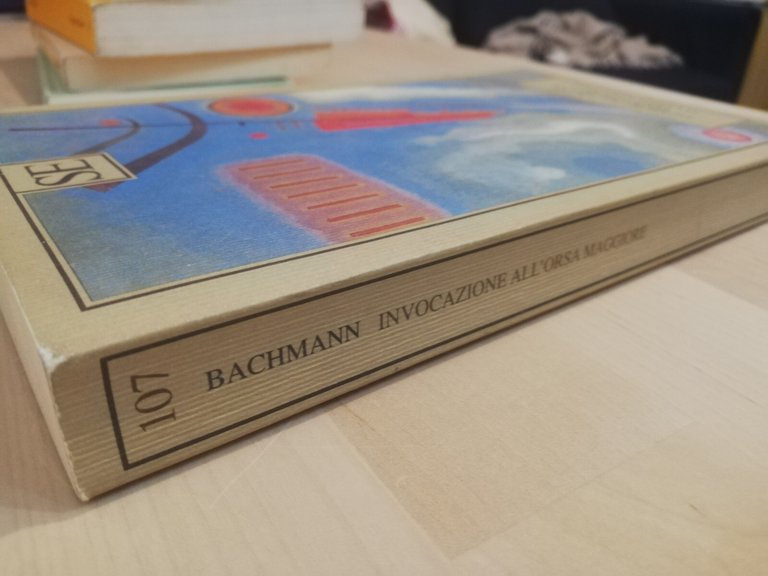 SE
107 BACHMANN INVOCAZIONE ALL'ORSA MAGGIORE